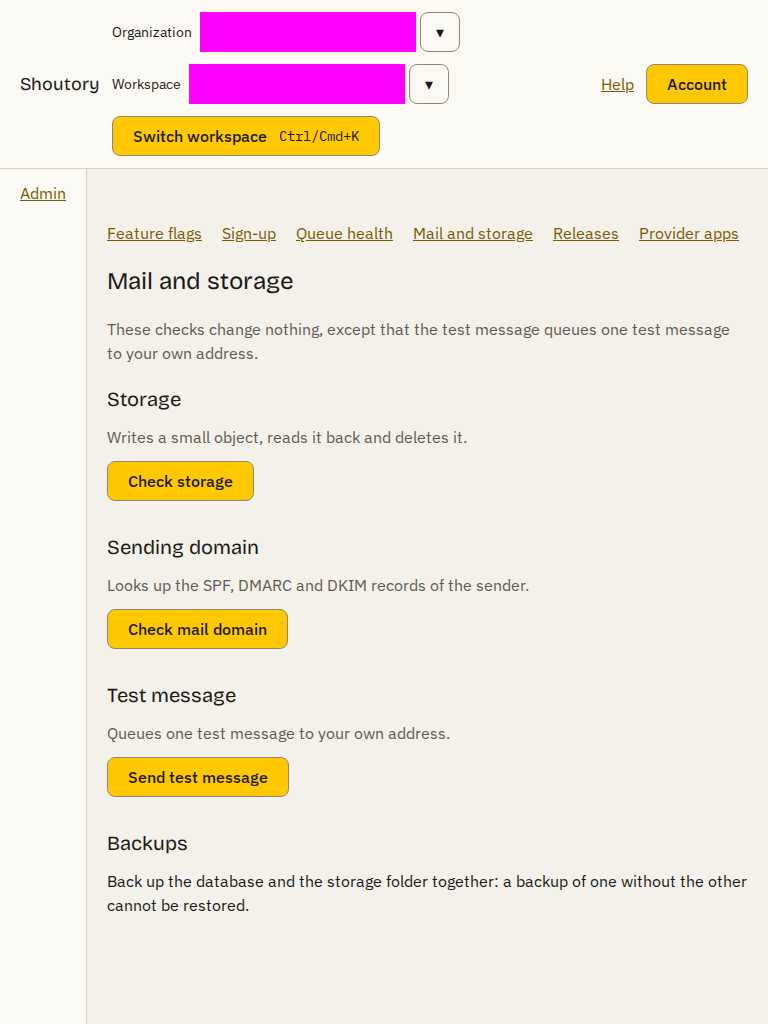 Organization ▼
Shoutory Workspace ▼ Help Account
Switch workspace Ctrl/Cmd+K
Admin
Feature flags Sign-up Queue health Mail and storage Releases Provider apps
Mail and storage
These checks change nothing, except that the test message queues one test message
to your own address.
Storage
Writes a small object, reads it back and deletes it.
Check storage
Sending domain
Looks up the SPF, DMARC and DKIM records of the sender.
Check mail domain
Test message
Queues one test message to your own address.
Send test message
Backups
Back up the database and the storage folder together: a backup of one without the other
cannot be restored.